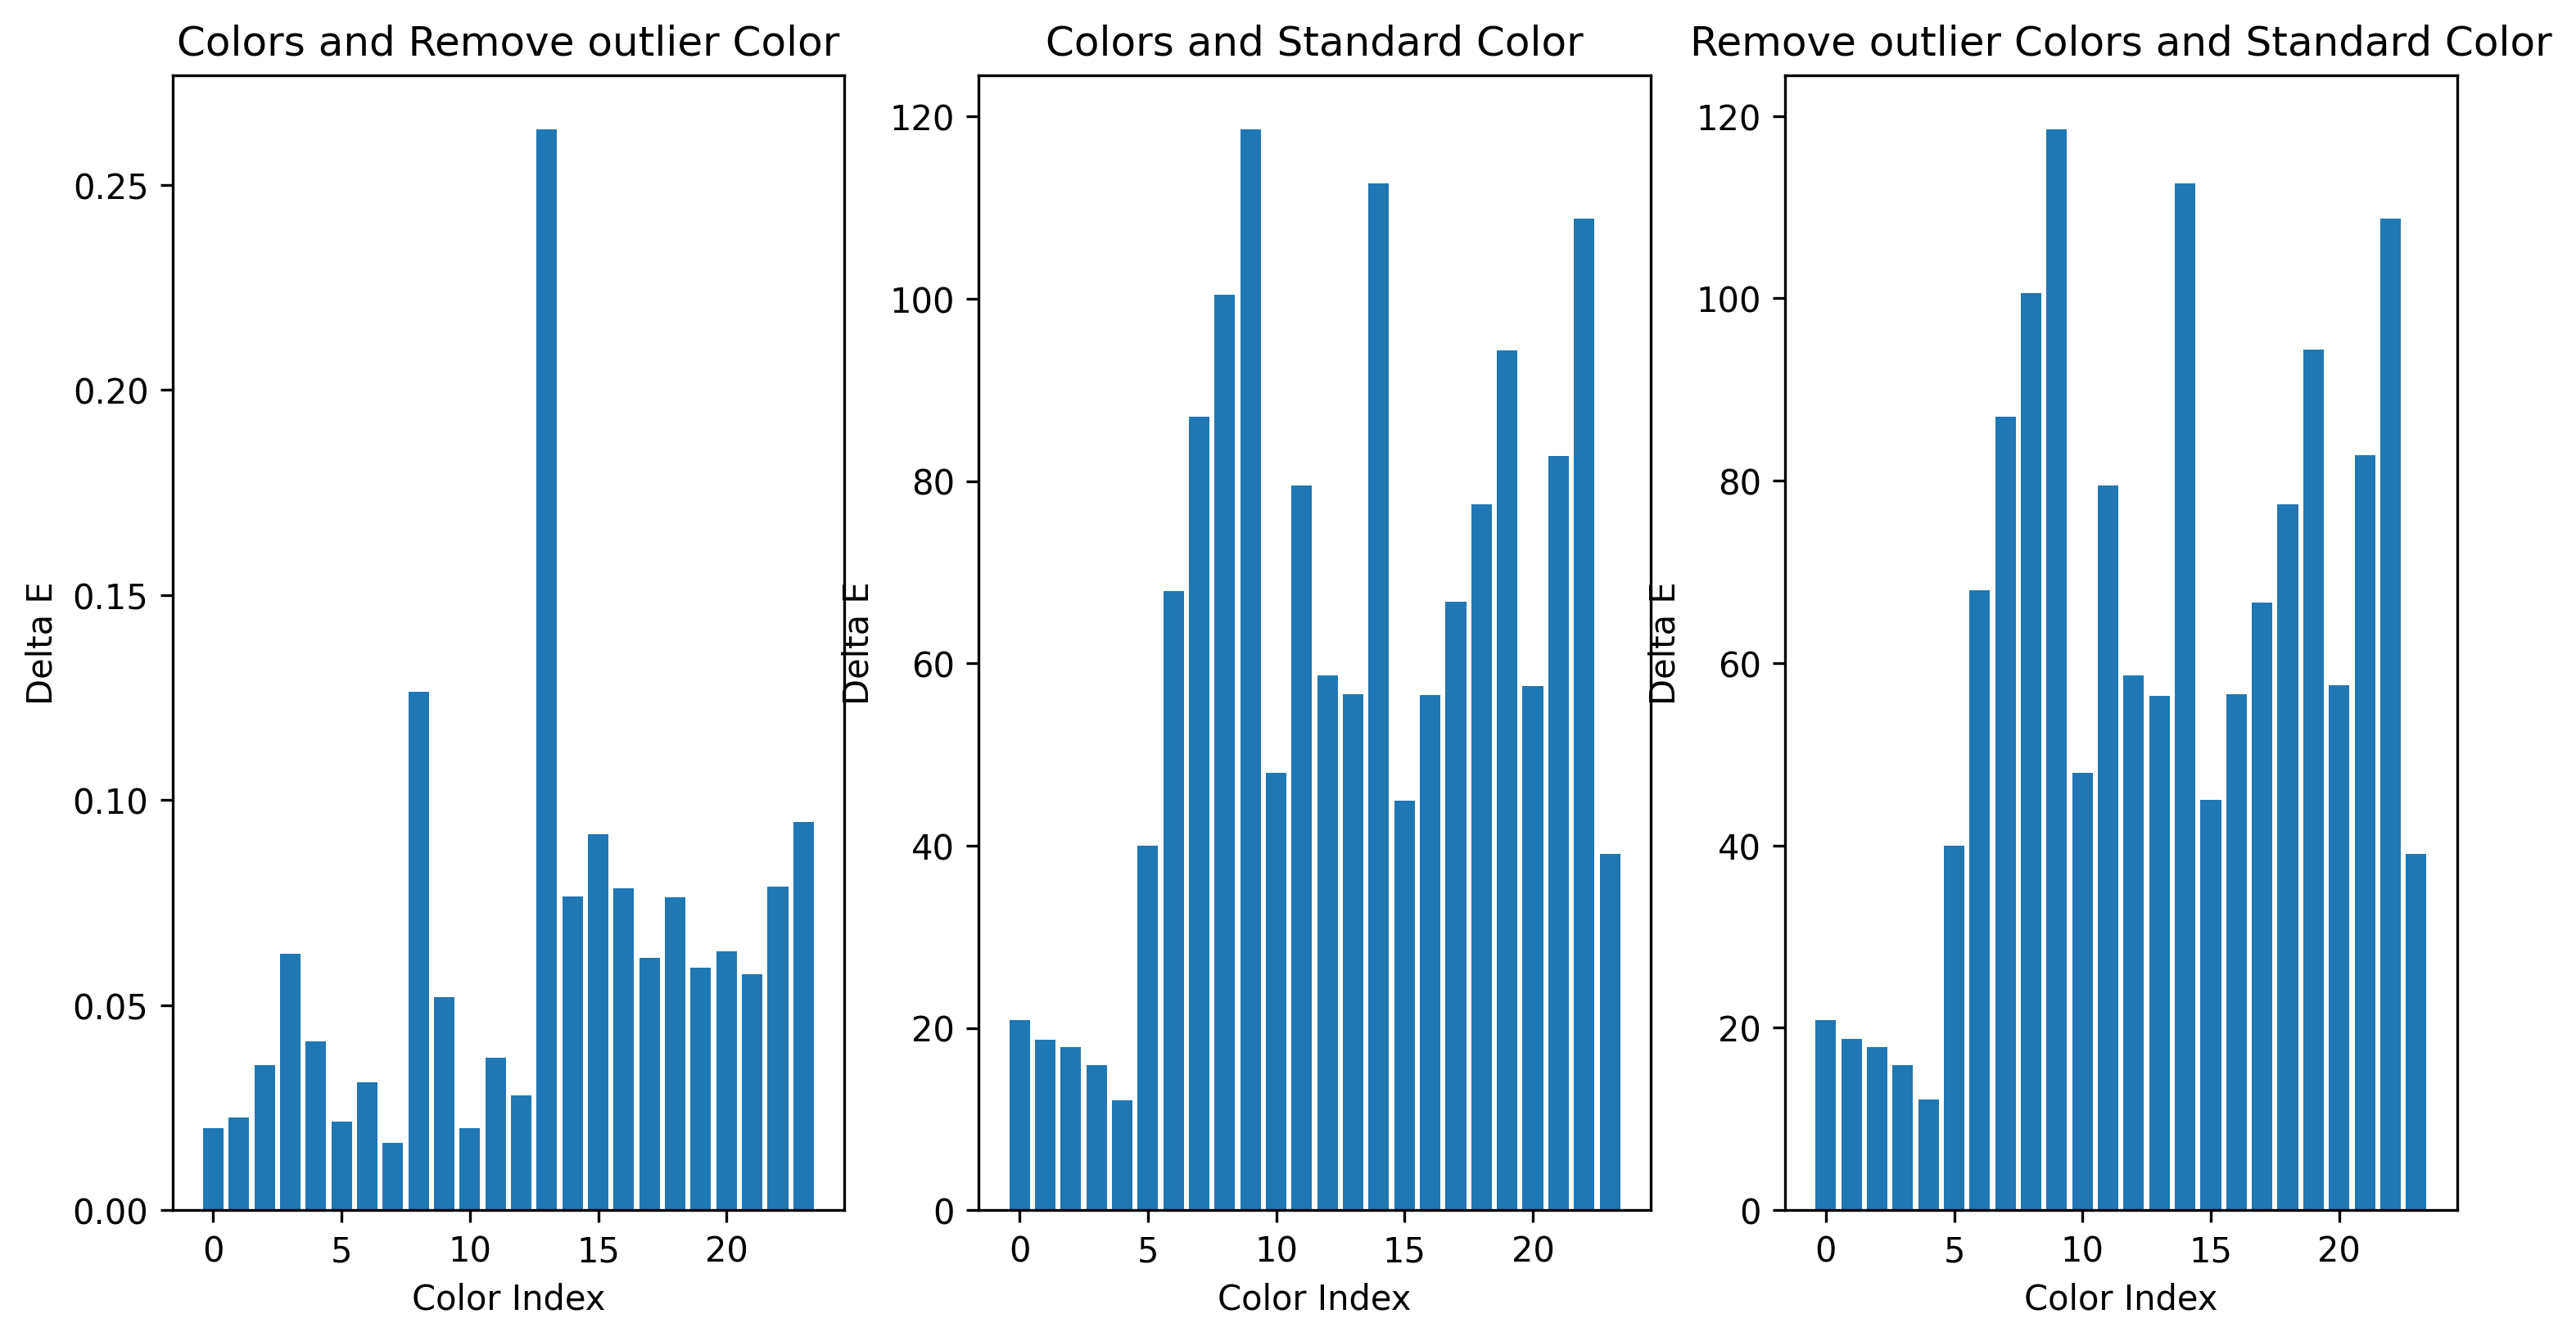 Colors and Remove outlier Color
Delta E
0.25
0.20
0.15
0.10
0.05
0.00
0 5 10 15 20
Color Index
Colors and Standard Color
Delta E
120
100
80
60
40
20
0
0 5 10 15 20
Color Index
Remove outlier Colors and Standard Color
Delta E
120
100
80
60
40
20
0
0 5 10 15 20
Color Index